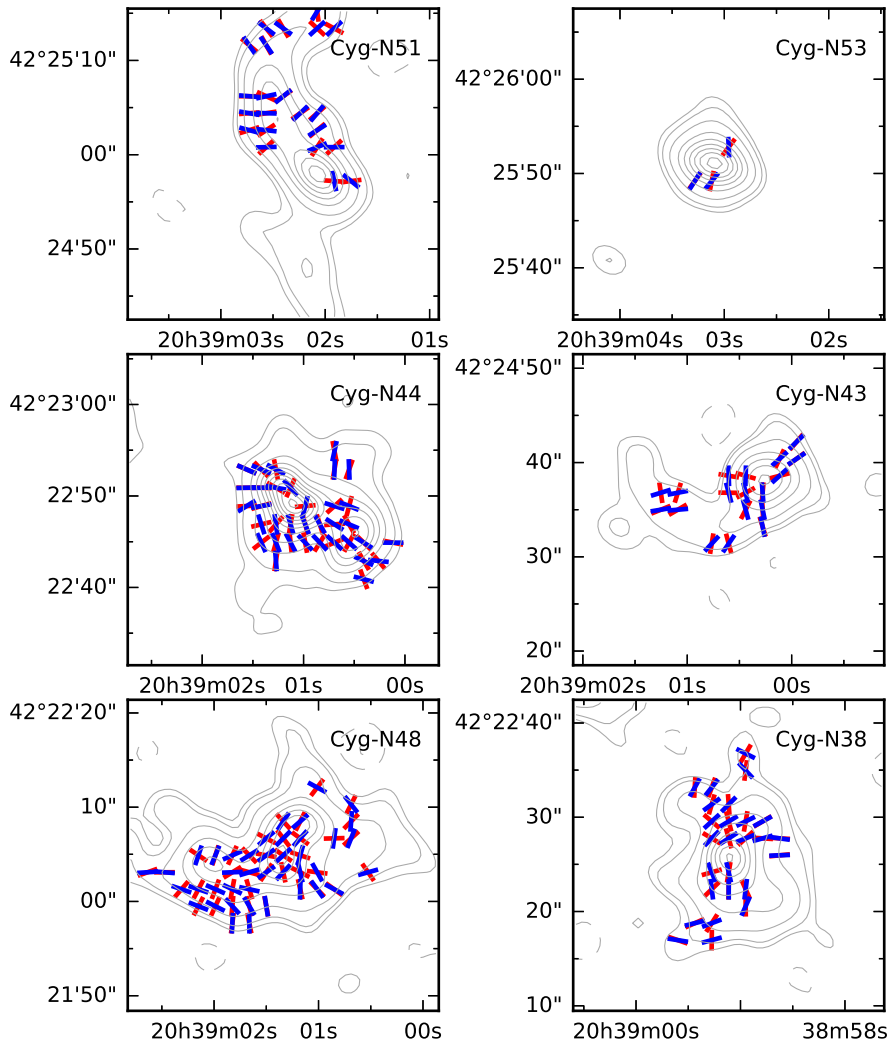 Cyg-N51
42°25'10"
00"
24'50"
20h39m03s 02s 01s
Cyg-N53
42°26'00"
25'50"
25'40"
20h39m04s 03s 02s
Cyg-N44
42°23'00"
22'50"
22'40"
20h39m02s 01s 00s
Cyg-N43
42°24'50"
40"
30"
20"
20h39m02s 01s 00s
Cyg-N48
42°22'20"
10"
00"
21'50"
20h39m02s 01s 00s
Cyg-N38
42°22'40"
30"
20"
10"
20h39m00s 38m58s